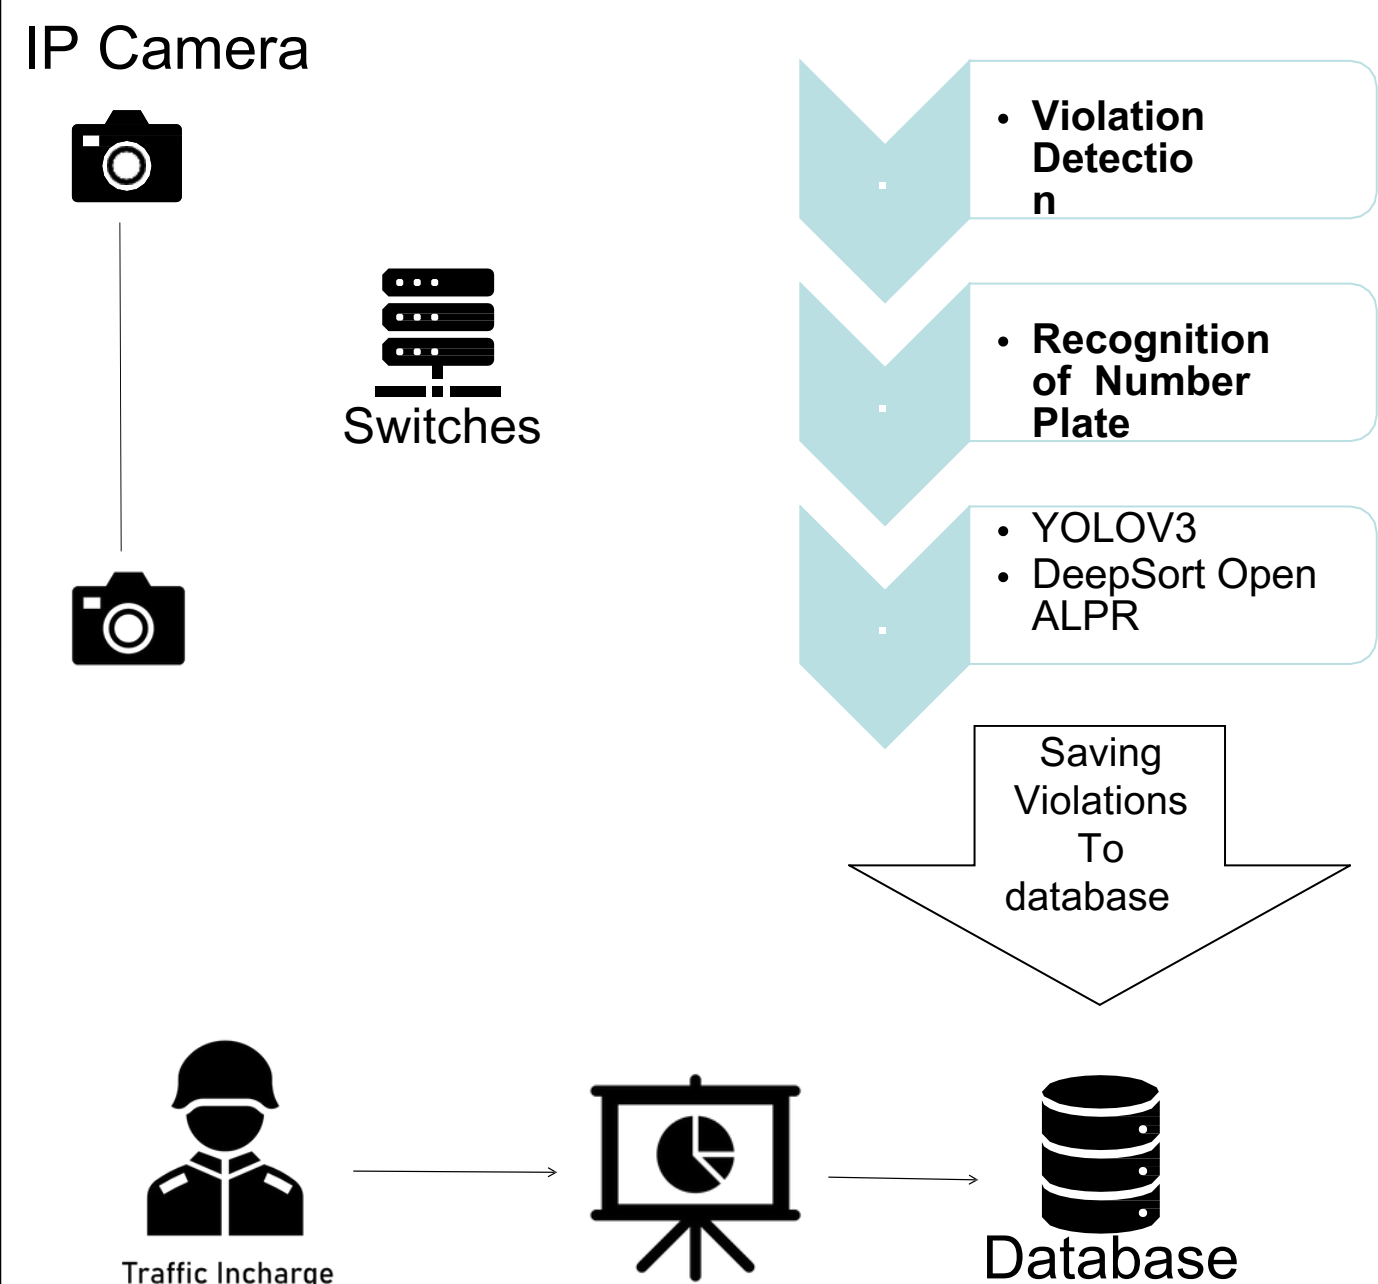 IP Camera
Switches
• Violation
Detectio
n
• Recognition
of  Number
Plate
• YOLOV3
• DeepSort Open
ALPR
Saving
Violations
To
database
Traffic Incharge
Database